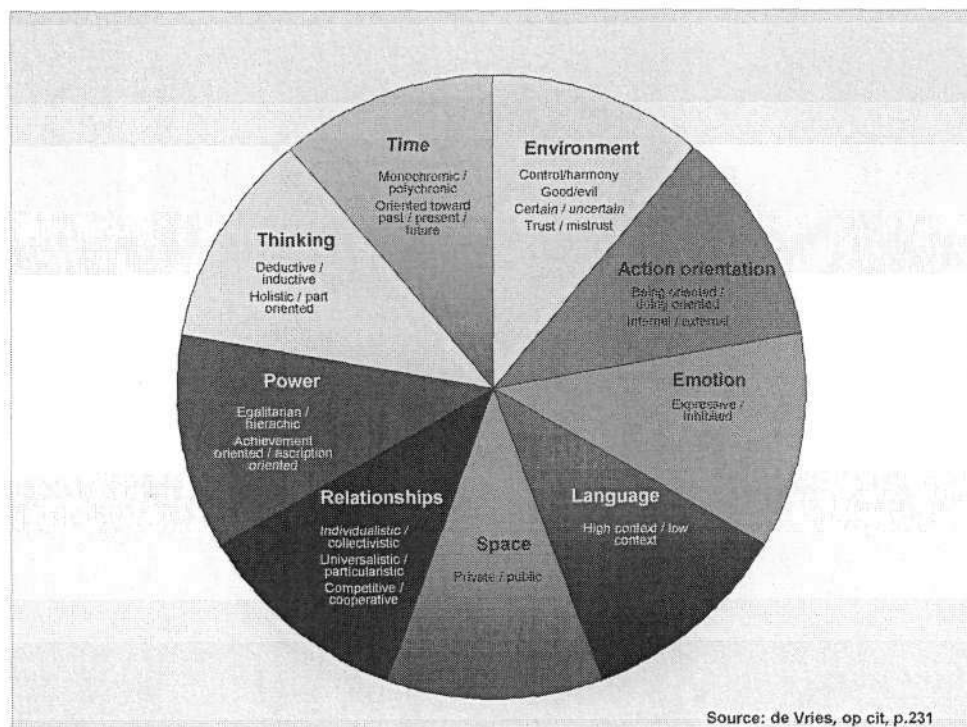 Time
Monochromic /
polychronic
Oriented toward
past / present /
future
Environment
Control/harmony
Good/evil
Certain / uncertain
Trust / mistrust
Action orientation
Being oriented /
doing oriented
Internal / external
Emotion
Expressive /
inhibited
Language
High context / low
context
Space
Private / public
Relationships
Individualistic /
collectivistic
Universalistic /
particularistic
Competitive /
cooperative
Power
Egalitarian /
hierachic
Achievement
oriented / ascription
oriented
Thinking
Deductive /
inductive
Holistic / part
oriented
Source: de Vries, op cit, p.231